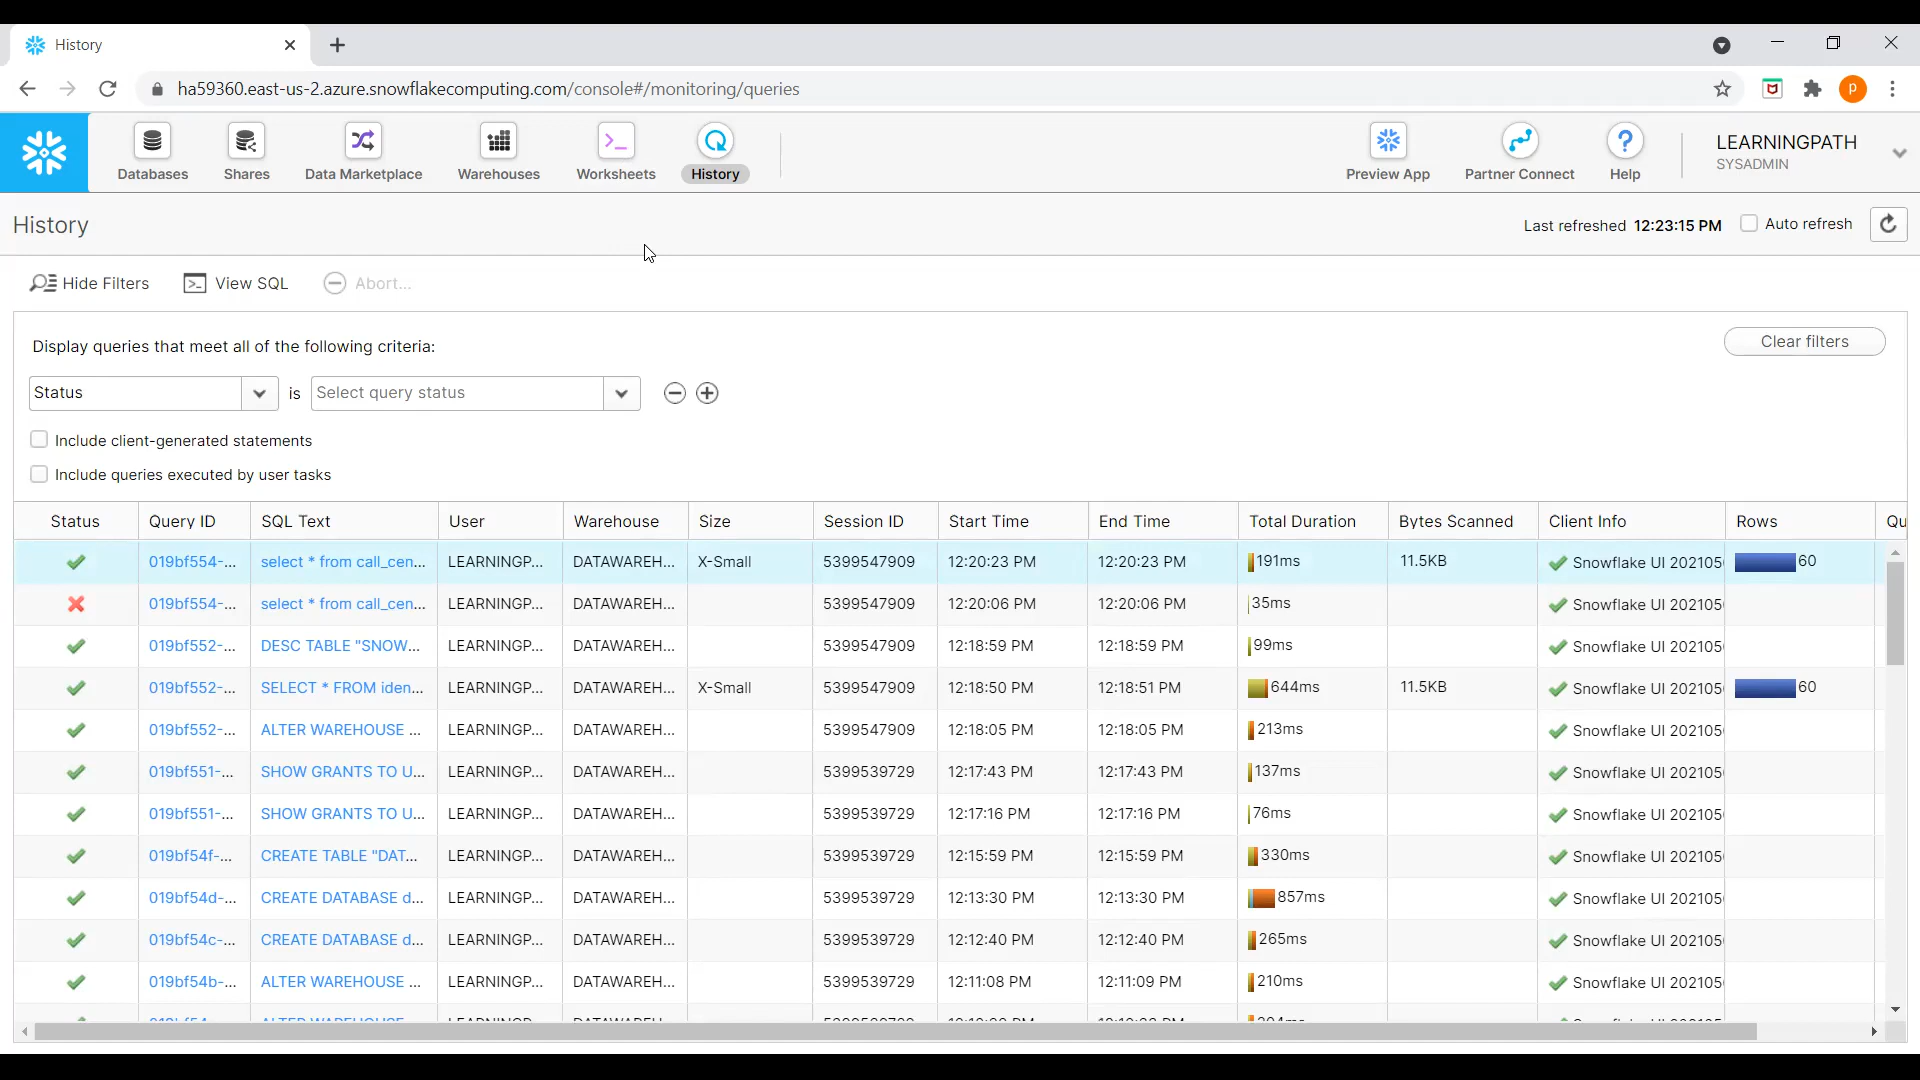 History
ha59360.east-us-2.azure.snowflakecomputing.com/console#/monitoring/queries
P
Databases Shares Data Marketplace Warehouses Worksheets History Preview App Partner Connect Help LEARNINGPATH
SYSADMIN
History Last refreshed 12:23:15 PM Auto refresh
Hide Filters View SQL Abort...
Display queries that meet all of the following criteria: Clear filters
Status is Select query status
Include client-generated statements
Include queries executed by user tasks
Status Query ID SQL Text User Warehouse Size Session ID Start Time End Time Total Duration Bytes Scanned Client Info Rows Qu
019bf554-... select * from call_cen... LEARNINGP... DATAWAREH... X-Small 5399547909 12:20:23 PM 12:20:23 PM 191ms 11.5KB Snowflake UI 202105 60
019bf554-... select * from call_cen... LEARNINGP... DATAWAREH... 5399547909 12:20:06 PM 12:20:06 PM 35ms Snowflake UI 202105
019bf552-... DESC TABLE "SNOW... LEARNINGP... DATAWAREH... 5399547909 12:18:59 PM 12:18:59 PM 99ms Snowflake UI 202105
019bf552-... SELECT * FROM iden... LEARNINGP... DATAWAREH... X-Small 5399547909 12:18:50 PM 12:18:51 PM 644ms 11.5KB Snowflake UI 202105 60
019bf552-... ALTER WAREHOUSE ... LEARNINGP... DATAWAREH... 5399547909 12:18:05 PM 12:18:05 PM 213ms Snowflake UI 202105
019bf551-... SHOW GRANTS TO U... LEARNINGP... DATAWAREH... 5399539729 12:17:43 PM 12:17:43 PM 137ms Snowflake UI 202105
019bf551-... SHOW GRANTS TO U... LEARNINGP... DATAWAREH... 5399539729 12:17:16 PM 12:17:16 PM 76ms Snowflake UI 202105
019bf54f-... CREATE TABLE "DAT... LEARNINGP... DATAWAREH... 5399539729 12:15:59 PM 12:15:59 PM 330ms Snowflake UI 202105
019bf54d-... CREATE DATABASE d... LEARNINGP... DATAWAREH... 5399539729 12:13:30 PM 12:13:30 PM 857ms Snowflake UI 202105
019bf54c-... CREATE DATABASE d... LEARNINGP... DATAWAREH... 5399539729 12:12:40 PM 12:12:40 PM 265ms Snowflake UI 202105
019bf54b-... ALTER WAREHOUSE ... LEARNINGP... DATAWAREH... 5399539729 12:11:08 PM 12:11:09 PM 210ms Snowflake UI 202105